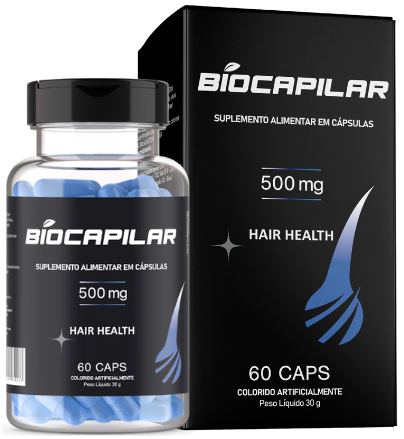 BIOCAPILAR
SUPLEMENTO ALIMENTAR EM CÁPSULAS
500 mg
HAIR HEALTH
60 CAPS
COLORIDO ARTIFICIALMENTE
Peso Líquido 30 g
BIOCAPILAR
SUPLEMENTO ALIMENTAR EM CÁPSULAS
500 mg
HAIR HEALTH
60 CAPS
COLORIDO ARTIFICIALMENTE
Peso Líquido 30 g